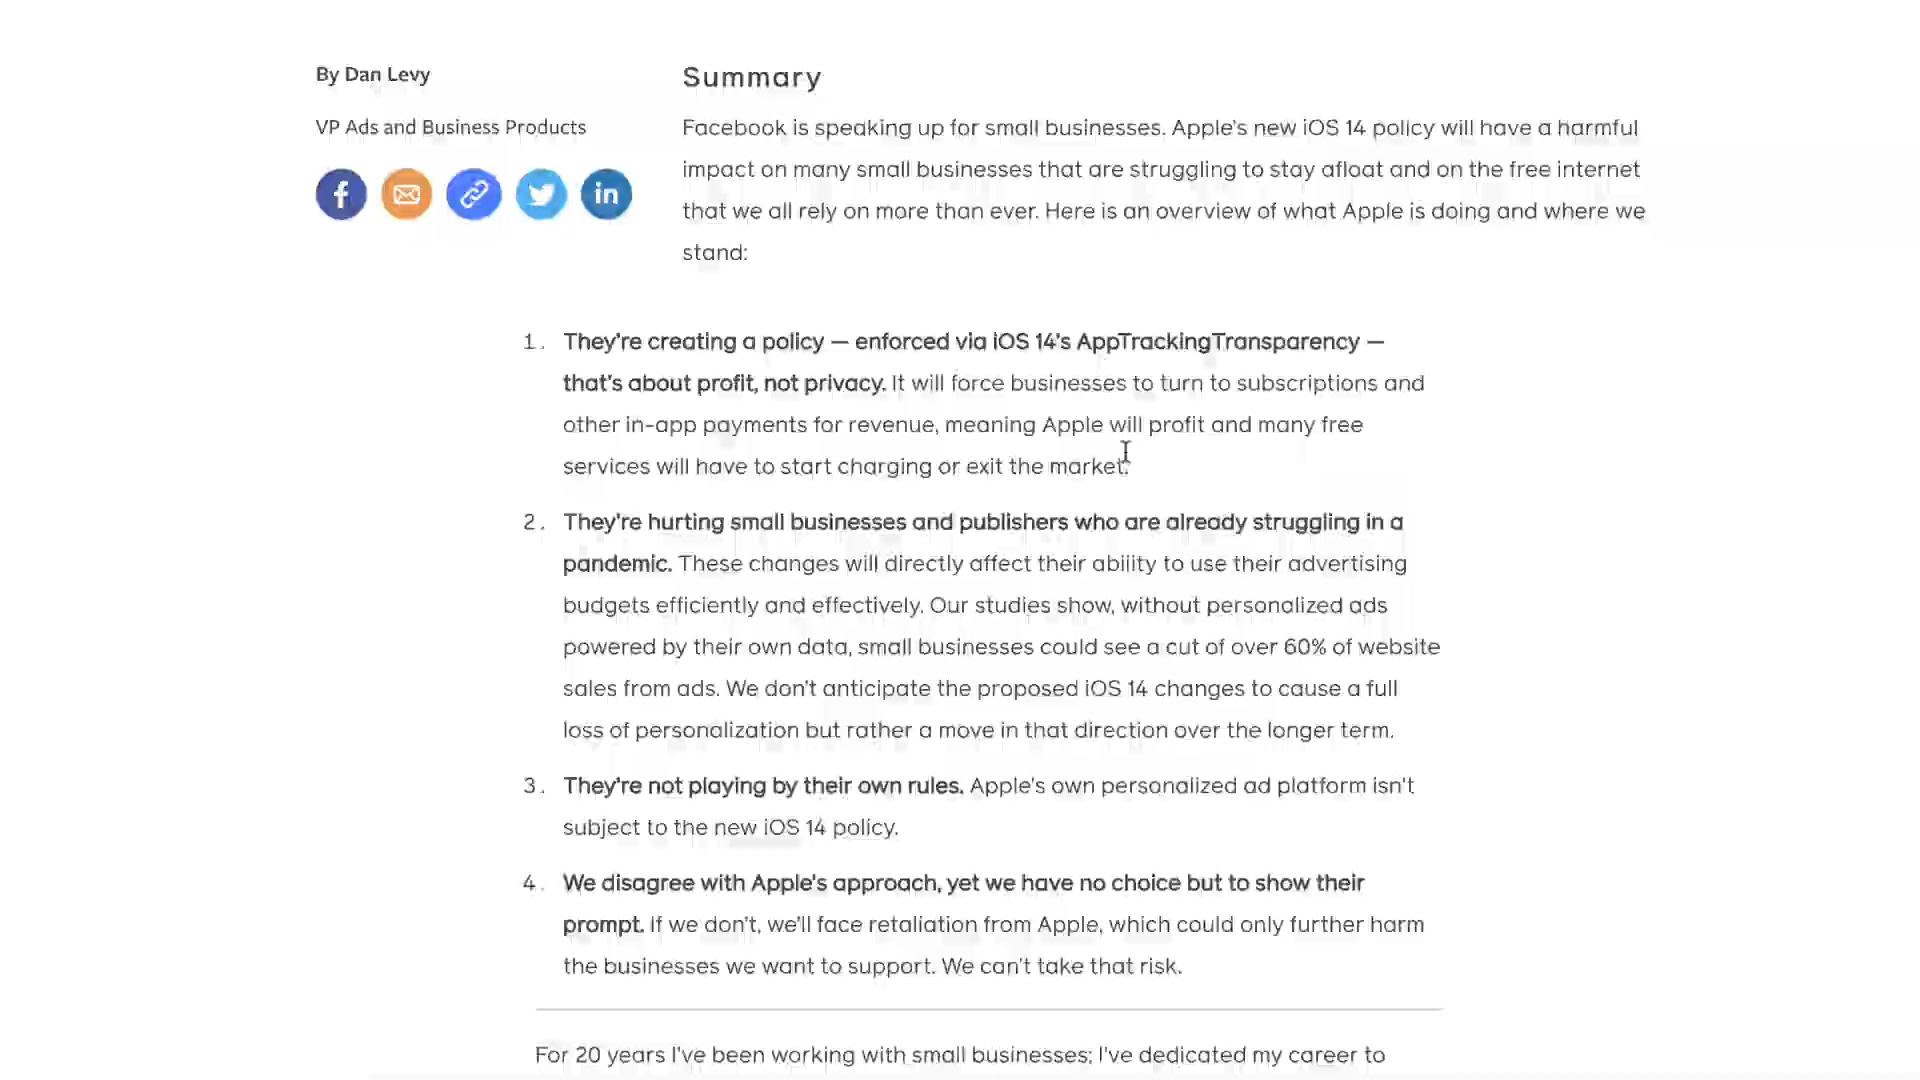 By Dan Levy
VP Ads and Business Products
Summary
Facebook is speaking up for small businesses. Apple's new iOS 14 policy will have a harmful
impact on many small businesses that are struggling to stay afloat and on the free internet
that we all rely on more than ever. Here is an overview of what Apple is doing and where we
stand:
1. They're creating a policy — enforced via iOS 14's AppTrackingTransparency —
that's about profit, not privacy. It will force businesses to turn to subscriptions and
other in-app payments for revenue, meaning Apple will profit and many free
services will have to start charging or exit the market.
2. They're hurting small businesses and publishers who are already struggling in a
pandemic. These changes will directly affect their ability to use their advertising
budgets efficiently and effectively. Our studies show, without personalized ads
powered by their own data, small businesses could see a cut of over 60% of website
sales from ads. We don't anticipate the proposed iOS 14 changes to cause a full
loss of personalization but rather a move in that direction over the longer term.
3. They're not playing by their own rules. Apple's own personalized ad platform isn't
subject to the new iOS 14 policy.
4. We disagree with Apple's approach, yet we have no choice but to show their
prompt. If we don't, we'll face retaliation from Apple, which could only further harm
the businesses we want to support. We can't take that risk.
For 20 years I've been working with small businesses; I've dedicated my career to